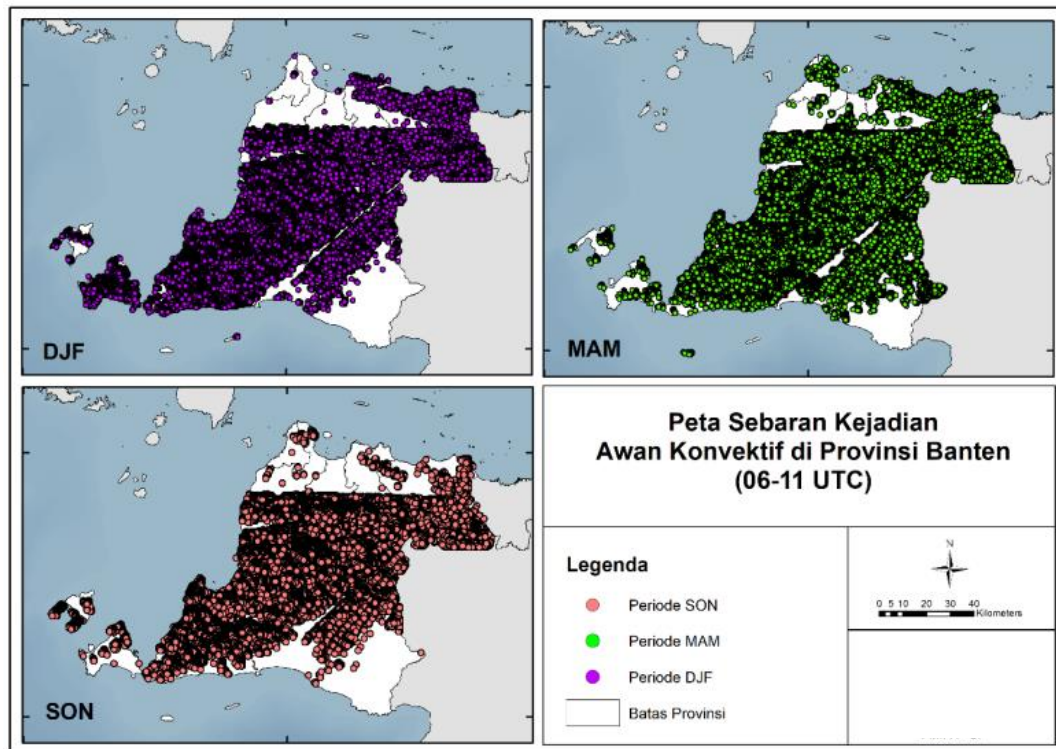 DJF
MAM
SON
Peta Sebaran Kejadian
Awan Konvektif di Provinsi Banten
(06-11 UTC)
Legenda
Periode SON
Periode MAM
Periode DJF
Batas Provinsi
N
0 5 10 20 30 40
Kilometers